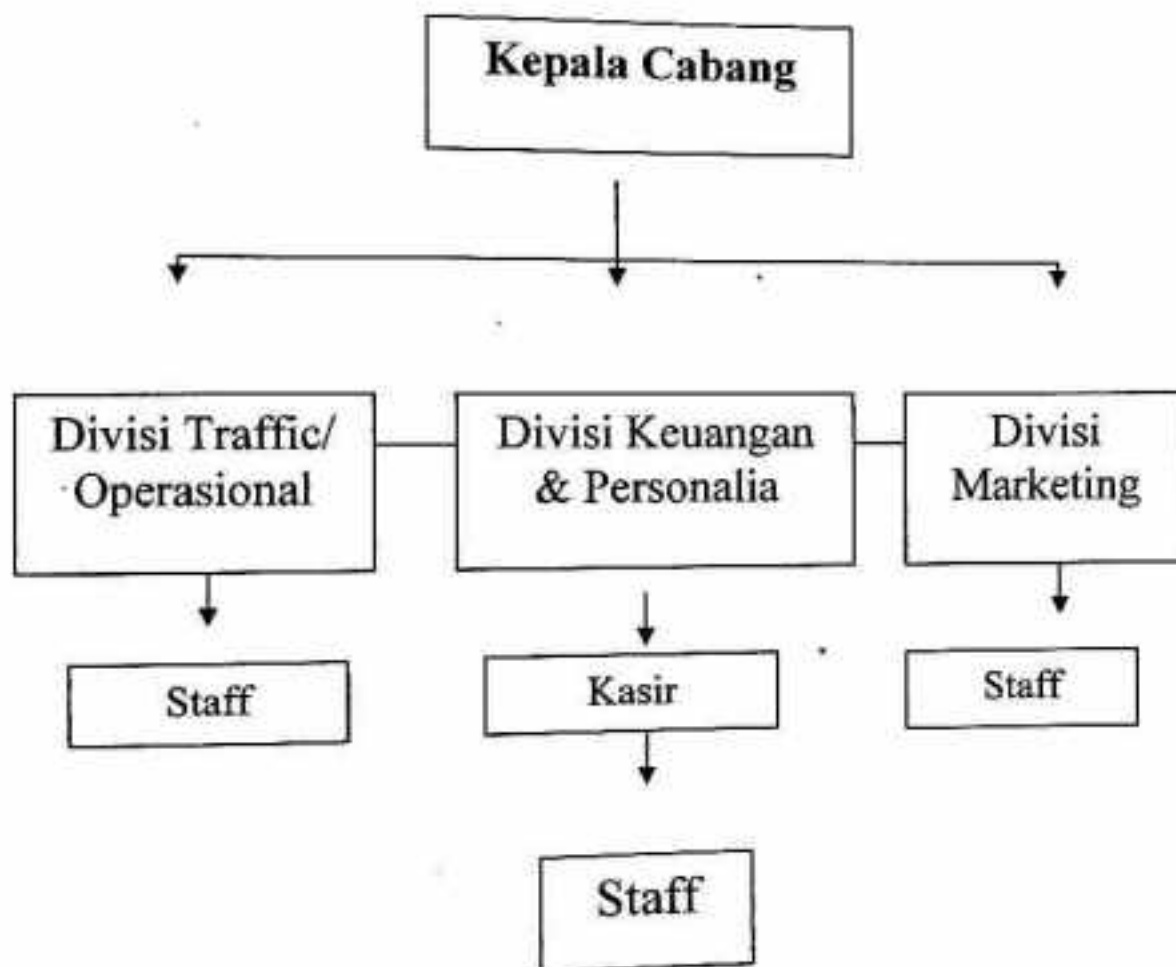 Kepala Cabang
Divisi Traffic/
Operasional
Divisi Keuangan
& Personalia
Divisi
Marketing
Staff
Kasir
Staff
Staff